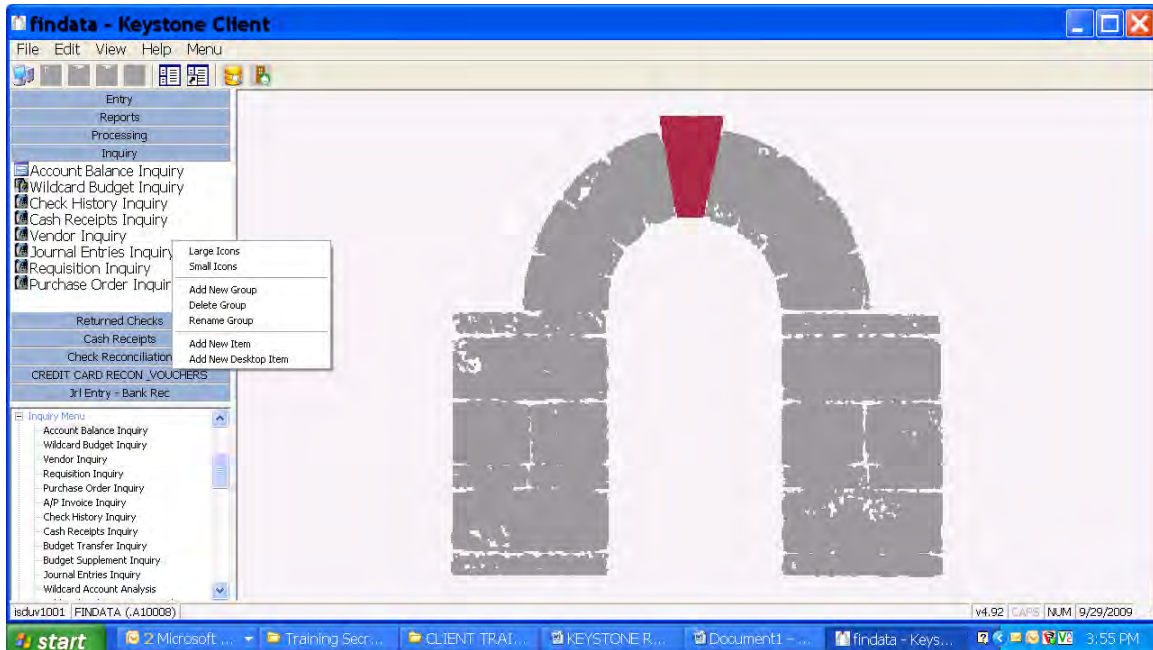 findata - Keystone Client
File Edit View Help Menu
Entry
Reports
Processing
Inquiry
Account Balance Inquiry
Wildcard Budget Inquiry
Check History Inquiry
Cash Receipts Inquiry
Vendor Inquiry
Journal Entries Inquiry
Requisition Inquiry
Purchase Order Inquir
Large Icons
Small Icons
Add New Group
Delete Group
Rename Group
Add New Item
Add New Desktop Item
Returned Checks
Cash Receipts
Check Reconciliation
CREDIT CARD RECON _VOUCHERS
Jrl Entry - Bank Rec
Inquiry Menu
Account Balance Inquiry
Wildcard Budget Inquiry
Vendor Inquiry
Requisition Inquiry
Purchase Order Inquiry
A/P Invoice Inquiry
Check History Inquiry
Cash Receipts Inquiry
Budget Transfer Inquiry
Budget Supplement Inquiry
Journal Entries Inquiry
Wildcard Account Analysis
isduv1001 FINDATA (.A10008) v4.92 CAPS NUM 9/29/2009
start 2 Microsoft ... Training Secr... CLIENT TRAI... KEYSTONE R... Document1 - ... findata - Keys... 3:55 PM